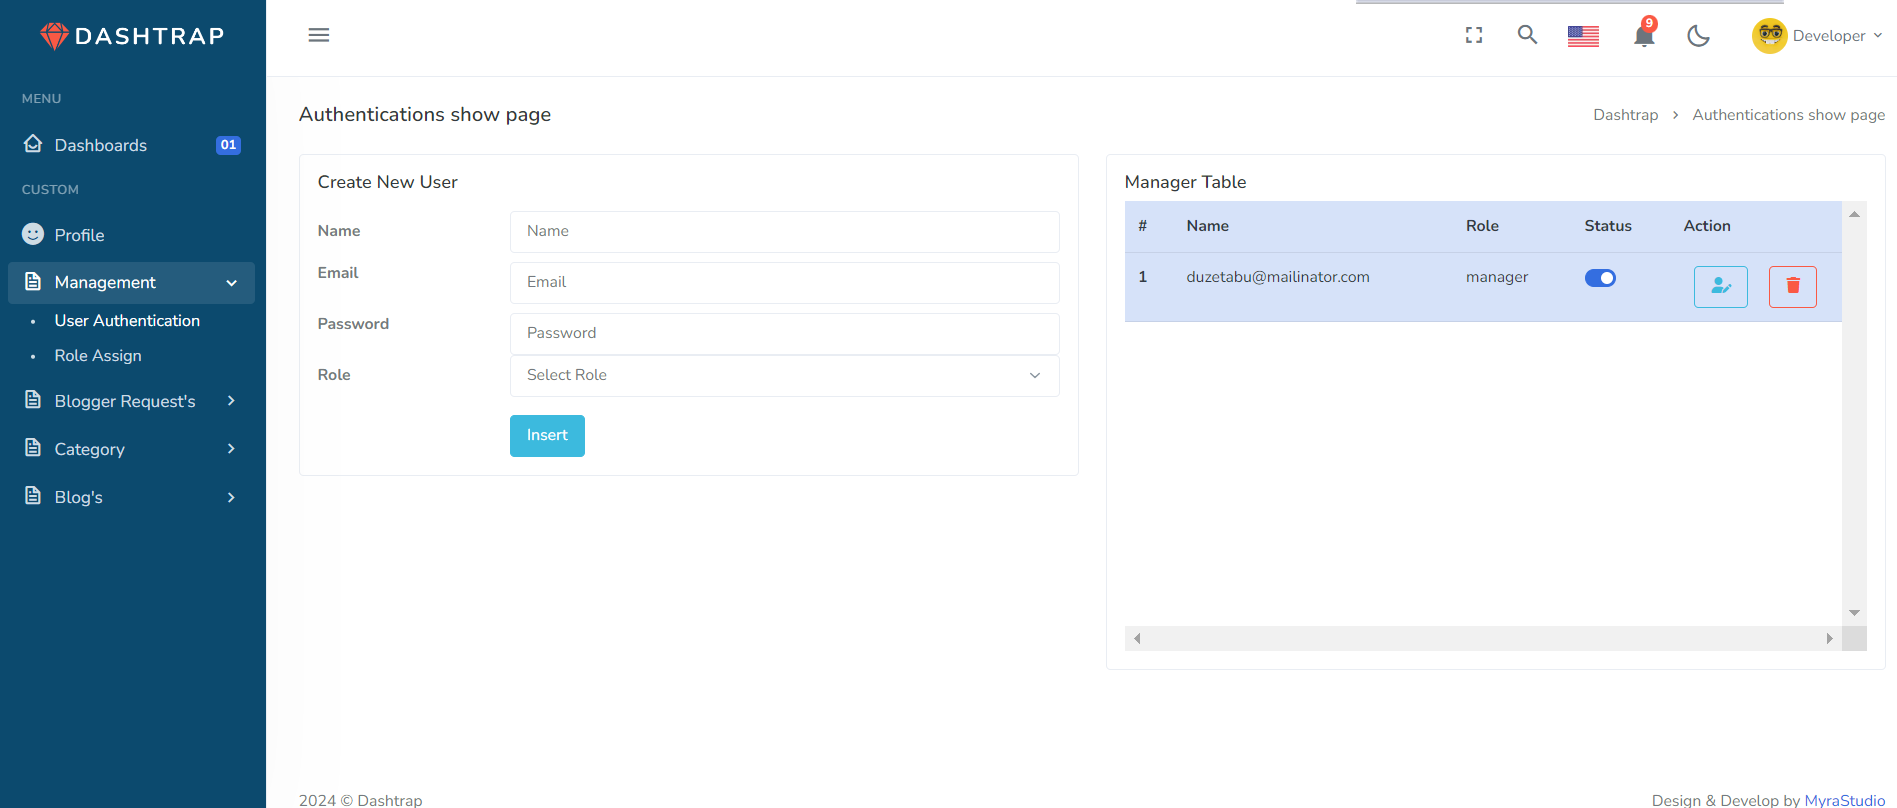 DASHTRAP
9
Developer
MENU
Dashboards 01
CUSTOM
Profile
Management
User Authentication
Role Assign
Blogger Request's
Category
Blog's
Authentications show page
Dashtrap > Authentications show page
Create New User
Name Name
Email Email
Password Password
Role Select Role
Insert
Manager Table
# Name Role Status Action
1 duzetabu@mailinator.com manager
2024 © Dashtrap
Design & Develop by MyraStudio